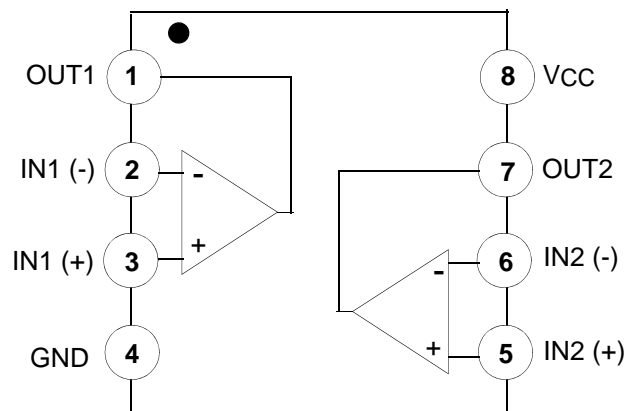 OUT1 1 8 VCC
IN1 (-) 2 - 7 OUT2
IN1 (+) 3 + - 6 IN2 (-)
GND 4 + 5 IN2 (+)